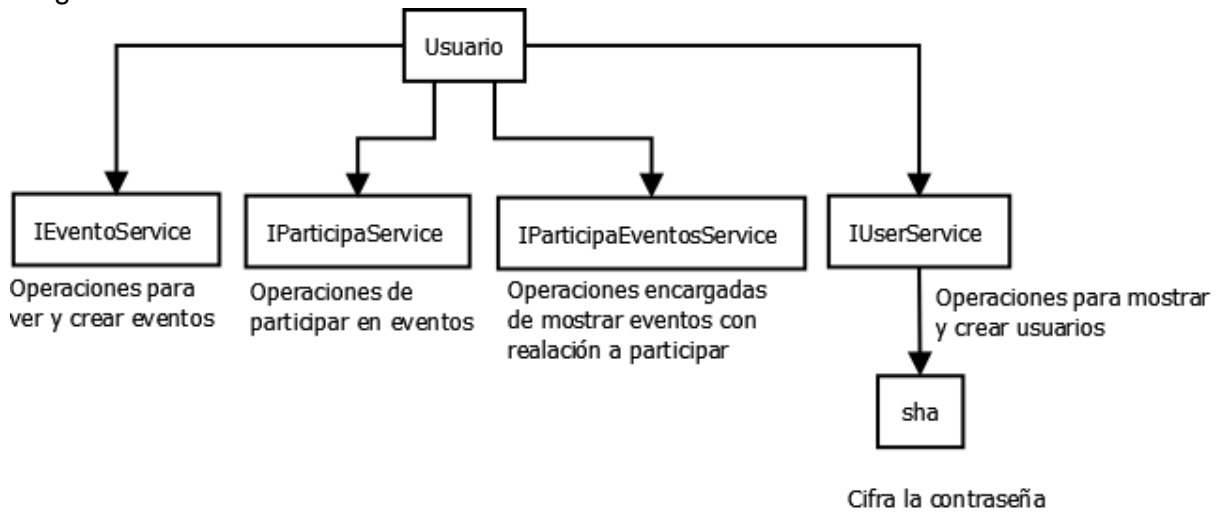 Usuario
IEventoService
IParticipaService
IParticipaEventosService
IUserService
Operaciones para
ver y crear eventos
Operaciones de
participar en eventos
Operaciones encargadas
de mostrar eventos con
realación a participar
Operaciones para mostrar
y crear usuarios
sha
Cifra la contraseña